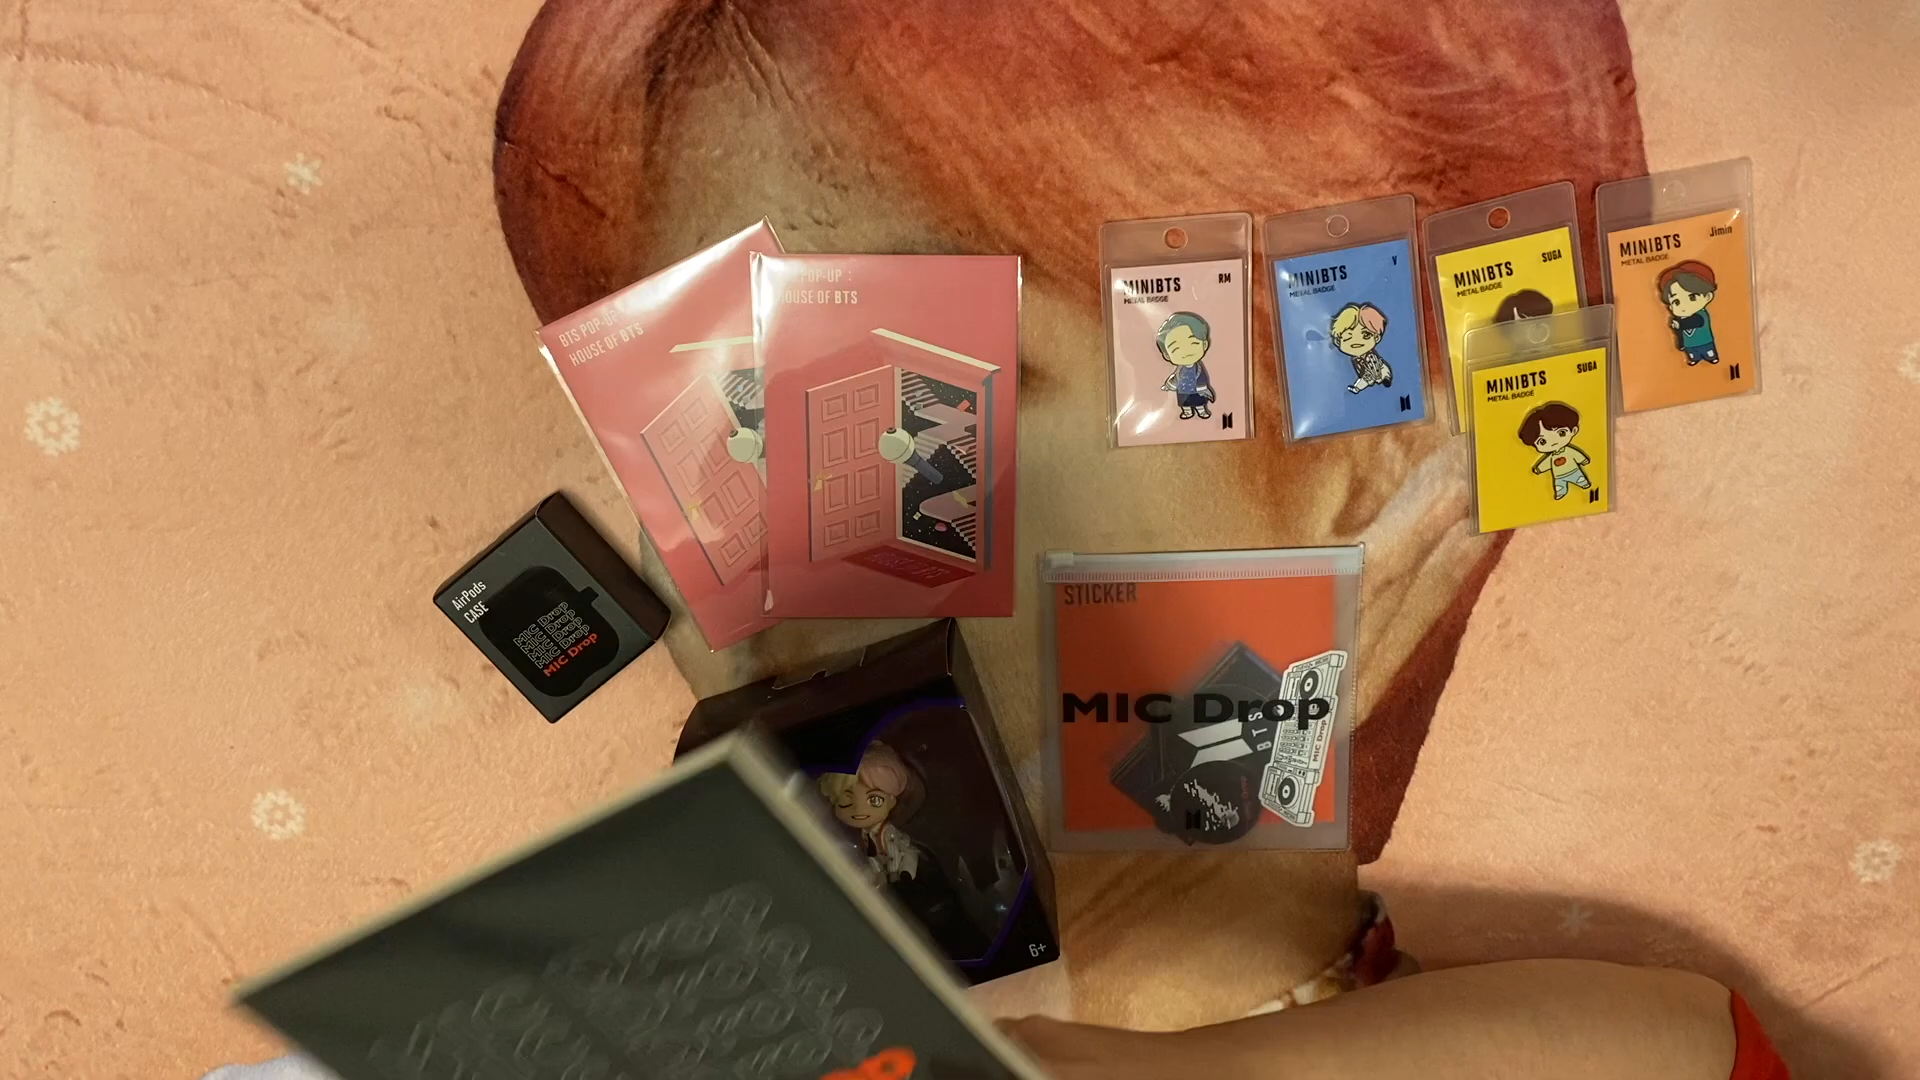 BTS POP-UP
HOUSE OF BTS
POP-UP :
HOUSE OF BTS
MINIBTS
METAL BADGE
RM
MINIBTS
METAL BADGE
V
MINIBTS
METAL BADGE
SUGA
MINIBTS
METAL BADGE
Jimin
MINIBTS
METAL BADGE
SUGA
AirPods
CASE
MIC Drop
MIC Drop
MIC Drop
MIC Drop
MIC Drop
STICKER
MIC Drop
BTS
MIC Drop
6+